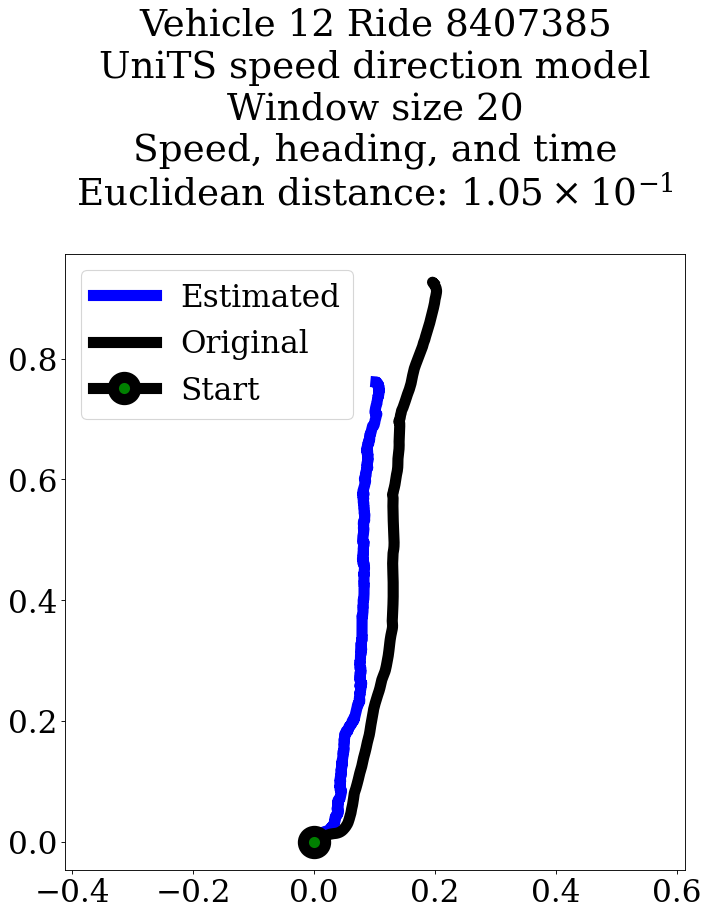 Vehicle 12 Ride 8407385
UniTS speed direction model
Window size 20
Speed, heading, and time
Euclidean distance: 1.05 × 10⁻¹
Estimated
Original
Start
0.8
0.6
0.4
0.2
0.0
−0.4 −0.2 0.0 0.2 0.4 0.6